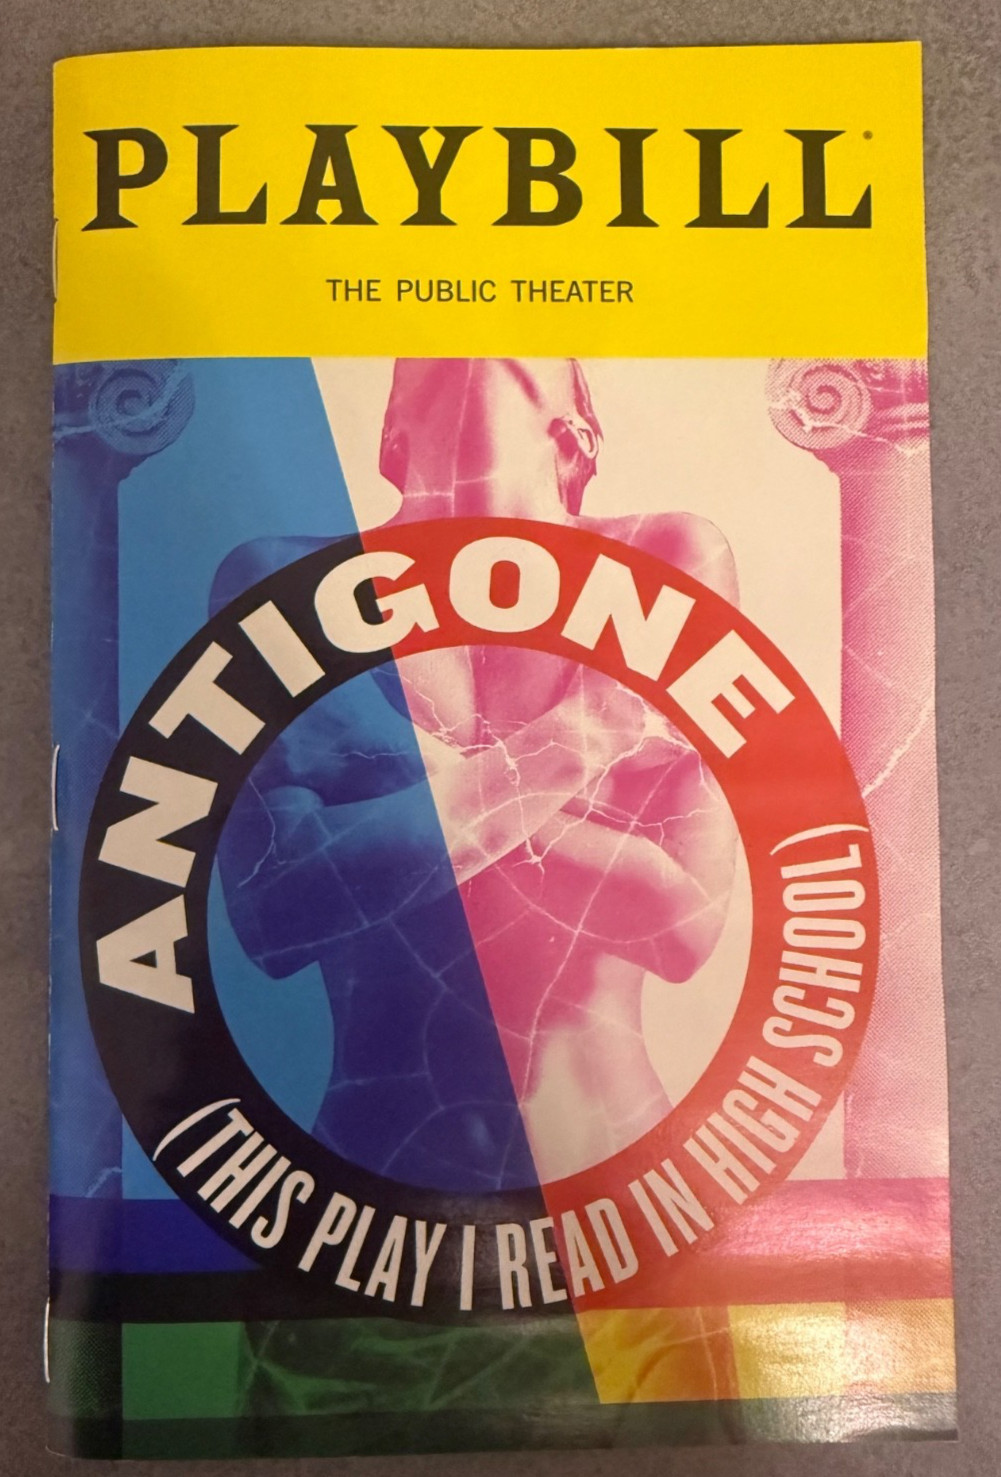 PLAYBILL®
THE PUBLIC THEATER
ANTIGONE
(THIS PLAY I READ IN HIGH SCHOOL)